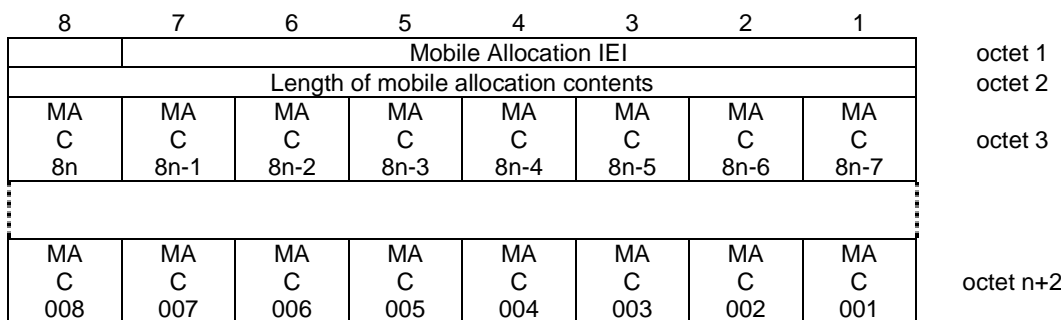 8 7 6 5 4 3 2 1
Mobile Allocation IEI octet 1
Length of mobile allocation contents octet 2
MA MA MA MA MA MA MA MA
C C C C C C C C octet 3
8n 8n-1 8n-2 8n-3 8n-4 8n-5 8n-6 8n-7
MA MA MA MA MA MA MA MA
C C C C C C C C octet n+2
008 007 006 005 004 003 002 001